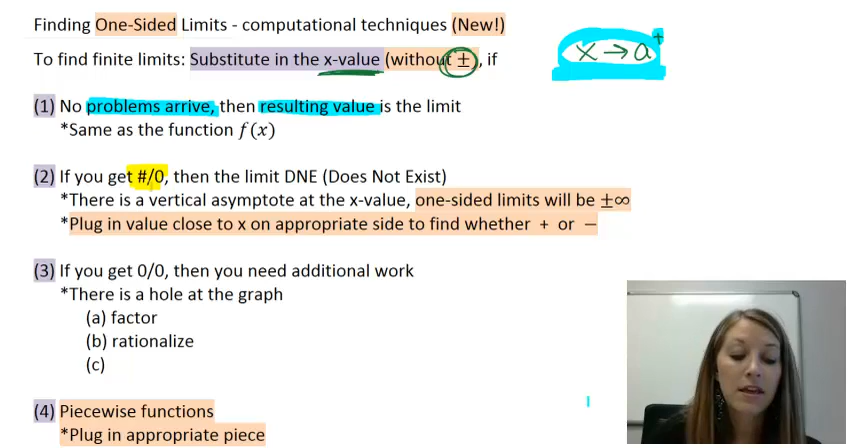 Finding One-Sided Limits - computational techniques (New!)
To find finite limits: Substitute in the x-value (without ±), if
x → a⁺
(1) No problems arrive, then resulting value is the limit
*Same as the function f(x)
(2) If you get #/0, then the limit DNE (Does Not Exist)
*There is a vertical asymptote at the x-value, one-sided limits will be ±∞
*Plug in value close to x on appropriate side to find whether + or −
(3) If you get 0/0, then you need additional work
*There is a hole at the graph
(a) factor
(b) rationalize
(c)
(4) Piecewise functions
*Plug in appropriate piece